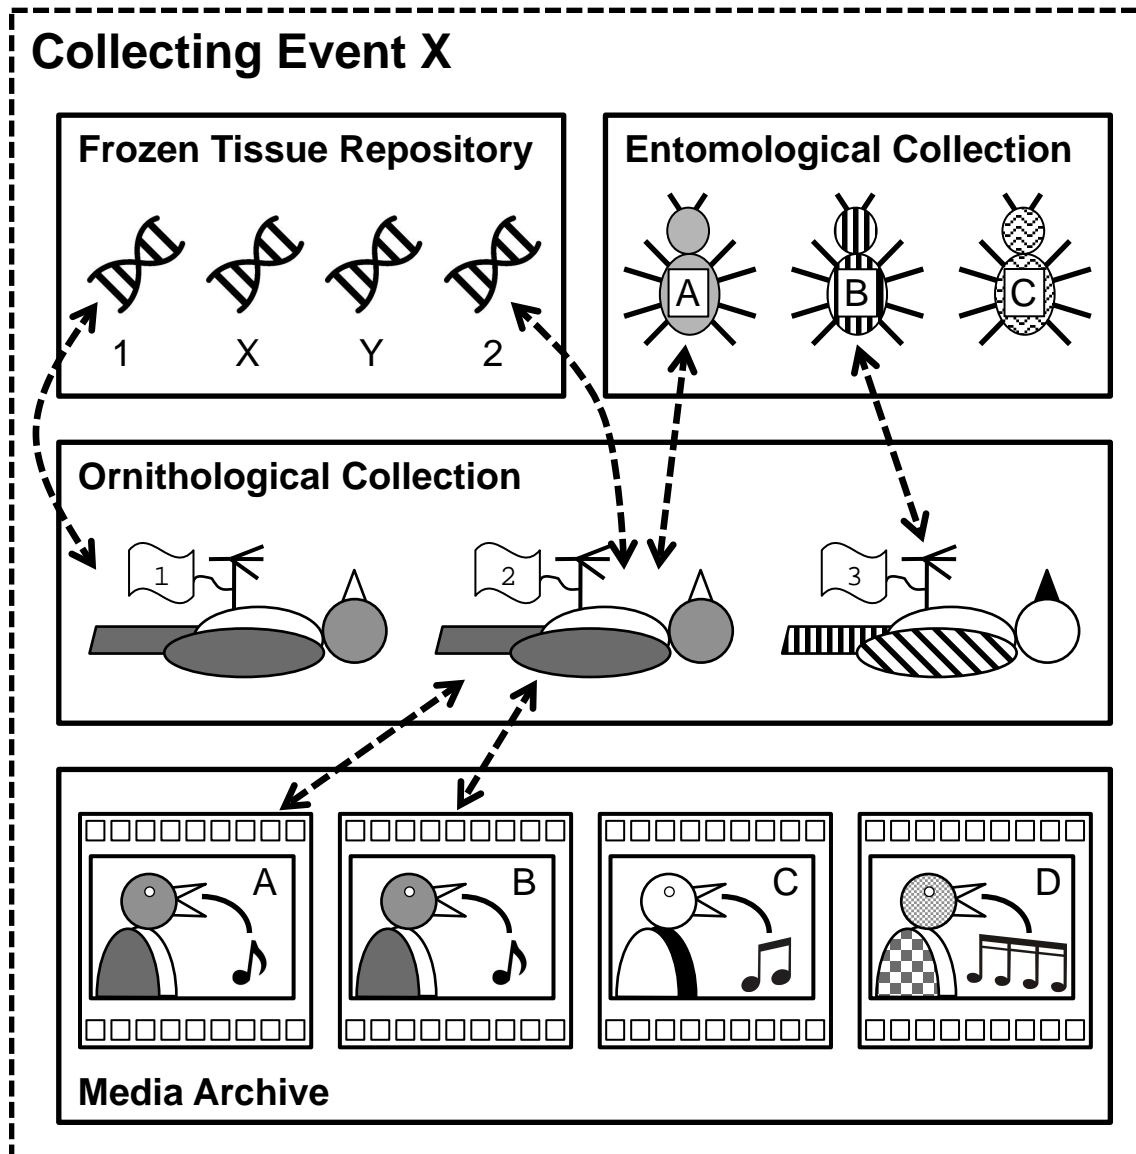 Collecting Event X
Frozen Tissue Repository
1 X Y 2
Entomological Collection
A B C
Ornithological Collection
1 2 3
A B C D
Media Archive